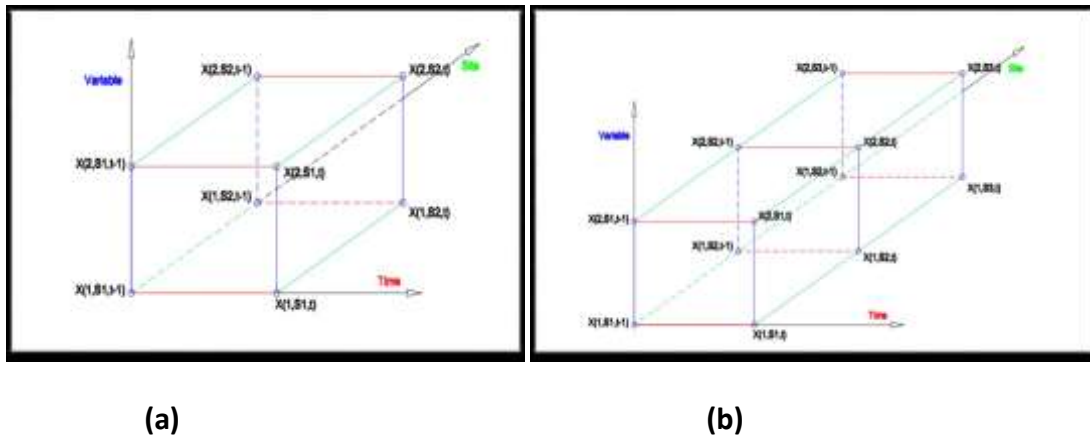 X(2,S2,t-1)
X(2,S2,t)
Site
Variable
X(2,S1,t-1)
X(2,S1,t)
X(1,S2,t-1)
X(1,S2,t)
Time
X(1,S1,t-1)
X(1,S1,t)
(a)
X(2,S3,t-1)
X(2,S3,t)
Site
Variable
X(2,S2,t-1)
X(2,S2,t)
X(1,S2,t-1)
X(1,S3,t)
X(2,S1,t-1)
X(2,S1,t)
X(1,S2,t-1)
X(1,S2,t)
Time
X(1,S1,t-1)
X(1,S1,t)
(b)